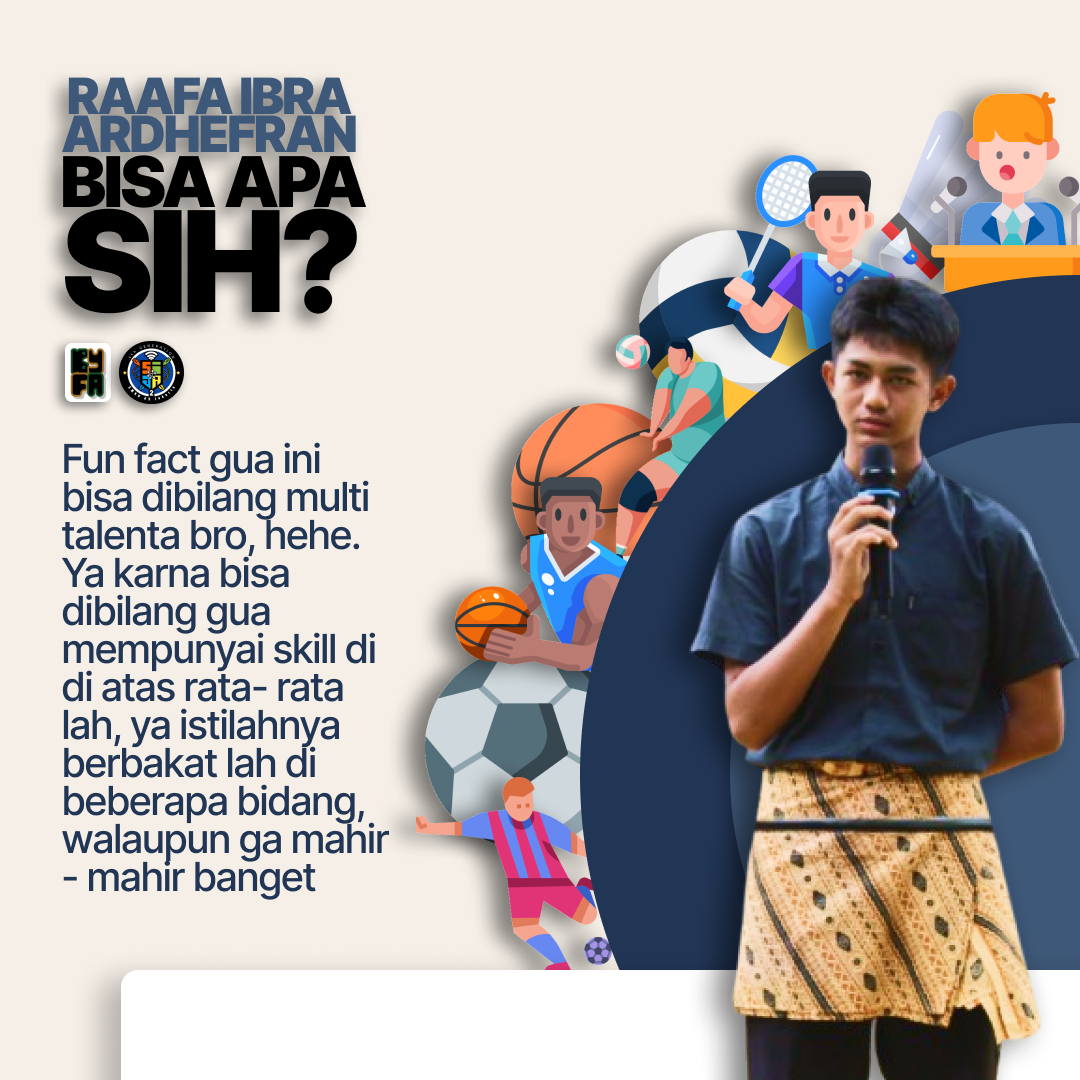 RAAFA IBRA
ARDHEFRAN
BISA APA
SIH?
BY
FA
Fun fact gua ini
bisa dibilang multi
talenta bro, hehe.
Ya karna bisa
dibilang gua
mempunyai skill di
di atas rata- rata
lah, ya istilahnya
berbakat lah di
beberapa bidang,
walaupun ga mahir
- mahir banget